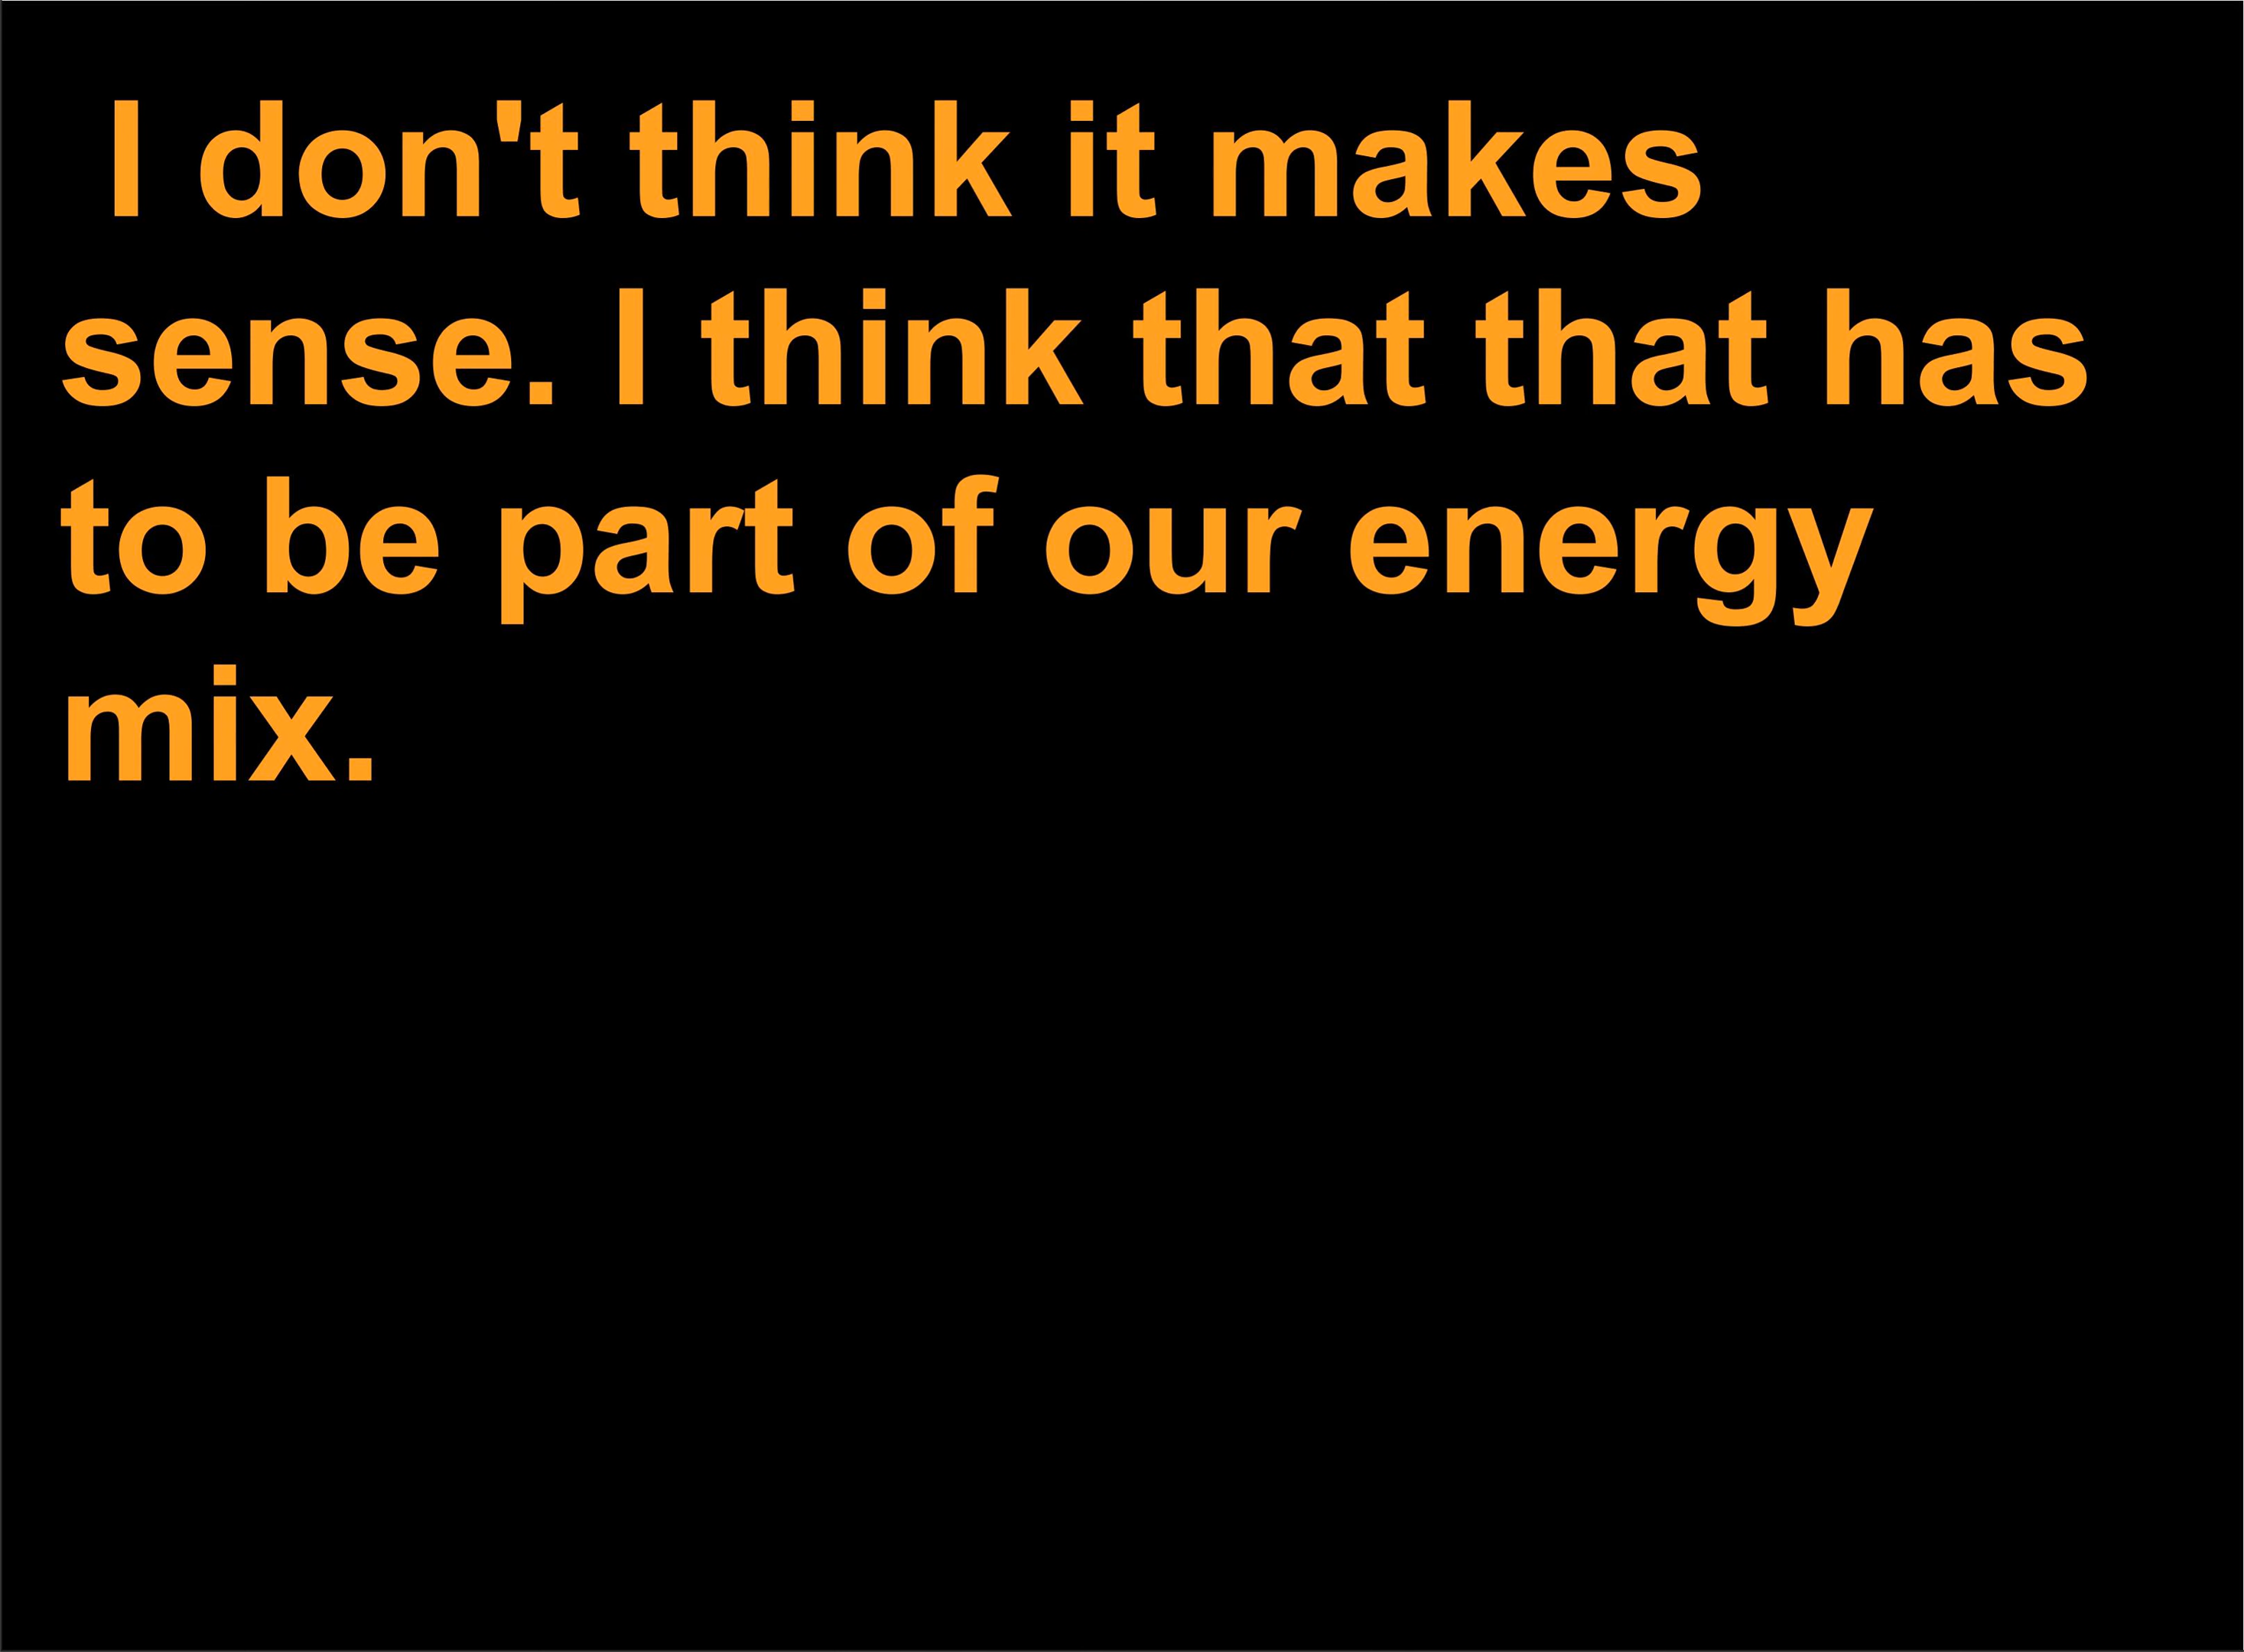 I don't think it makes
sense. I think that that has
to be part of our energy
mix.